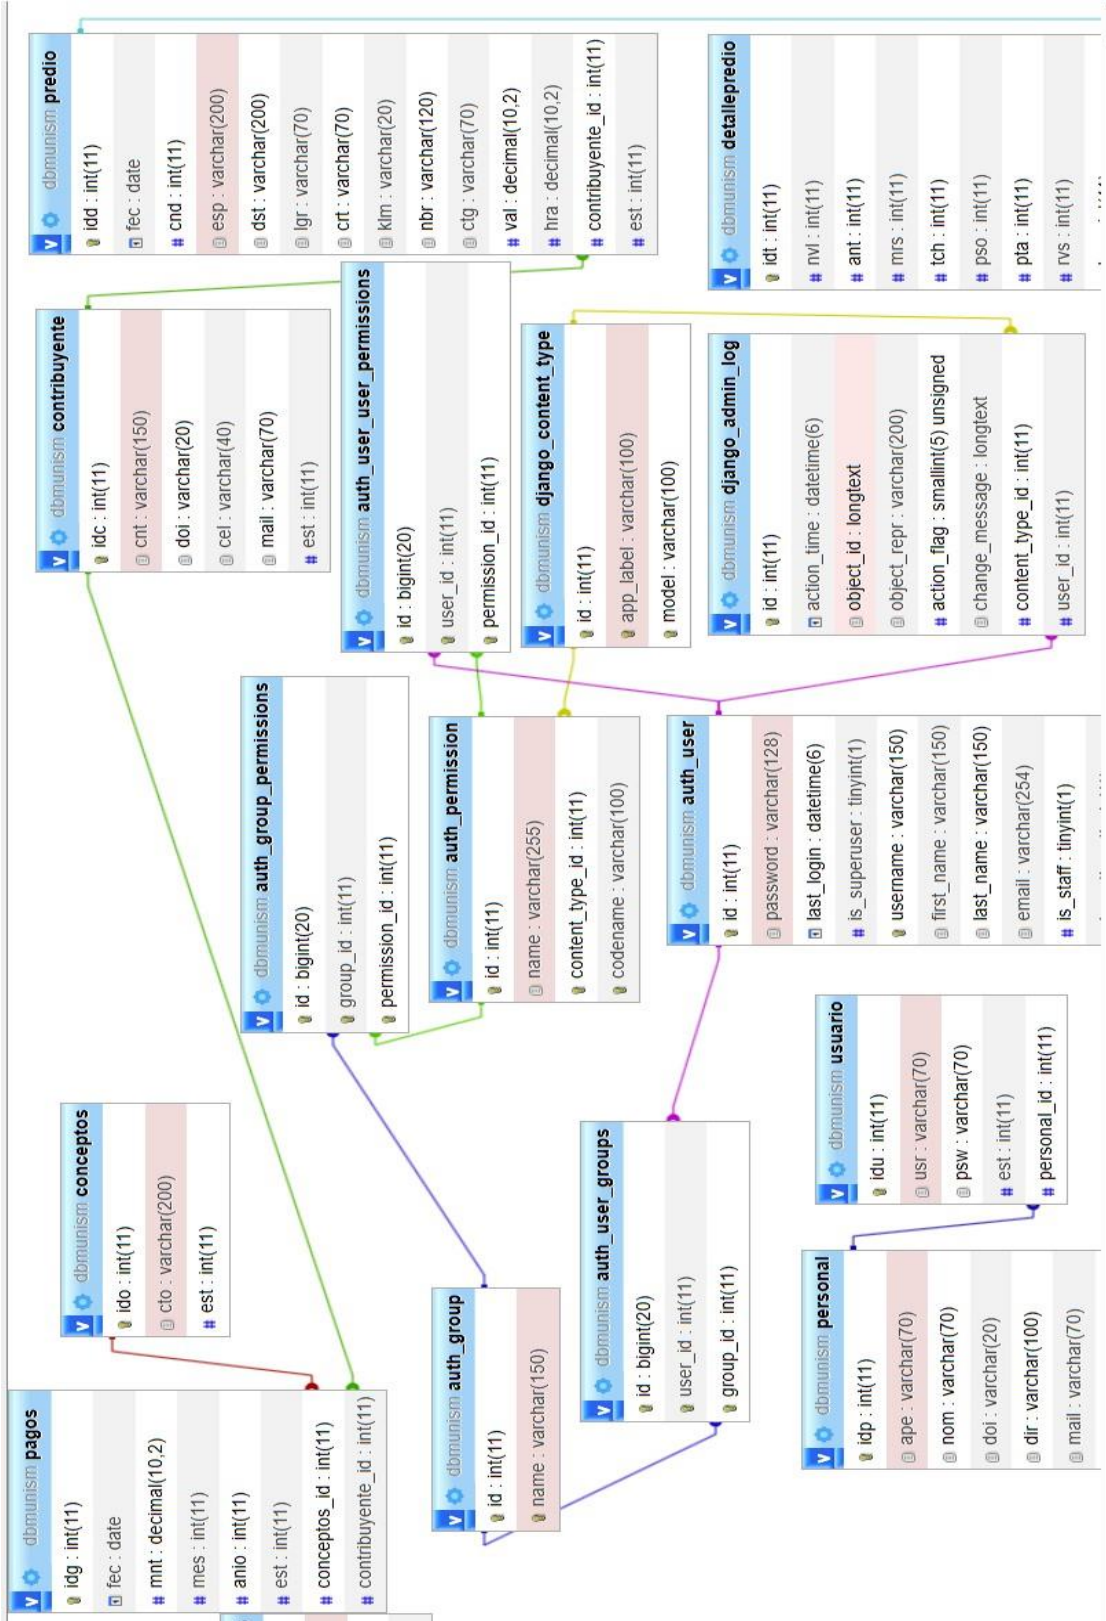 dbmunism pagos
idg : int(11)
fec : date
mnt : decimal(10,2)
mes : int(11)
anio : int(11)
est : int(11)
conceptos_id : int(11)
contribuyente_id : int(11)
dbmunism conceptos
ido : int(11)
cto : varchar(200)
est : int(11)
dbmunism contribuyente
idc : int(11)
cnt : varchar(150)
doi : varchar(20)
cel : varchar(40)
mail : varchar(70)
est : int(11)
dbmunism predio
idd : int(11)
fec : date
cnd : int(11)
esp : varchar(200)
dst : varchar(200)
lgr : varchar(70)
crt : varchar(70)
klm : varchar(20)
nbr : varchar(120)
ctg : varchar(70)
val : decimal(10,2)
hra : decimal(10,2)
contribuyente_id : int(11)
est : int(11)
dbmunism auth_group_permissions
id : bigint(20)
group_id : int(11)
permission_id : int(11)
dbmunism auth_user_user_permissions
id : bigint(20)
user_id : int(11)
permission_id : int(11)
dbmunism auth_group
id : int(11)
name : varchar(150)
dbmunism auth_permission
id : int(11)
name : varchar(255)
content_type_id : int(11)
codename : varchar(100)
dbmunism django_content_type
id : int(11)
app_label : varchar(100)
model : varchar(100)
dbmunism auth_user_groups
id : bigint(20)
user_id : int(11)
group_id : int(11)
dbmunism auth_user
id : int(11)
password : varchar(128)
last_login : datetime(6)
is_superuser : tinyint(1)
username : varchar(150)
first_name : varchar(150)
last_name : varchar(150)
email : varchar(254)
is_staff : tinyint(1)
dbmunism django_admin_log
id : int(11)
action_time : datetime(6)
object_id : longtext
object_repr : varchar(200)
action_flag : smallint(5) unsigned
change_message : longtext
content_type_id : int(11)
user_id : int(11)
dbmunism detallepredio
idt : int(11)
nvl : int(11)
ant : int(11)
mrs : int(11)
tch : int(11)
pso : int(11)
pta : int(11)
rvs : int(11)
dbmunism personal
idp : int(11)
ape : varchar(70)
nom : varchar(70)
doi : varchar(20)
dir : varchar(100)
mail : varchar(70)
dbmunism usuario
idu : int(11)
usr : varchar(70)
psw : varchar(70)
est : int(11)
personal_id : int(11)